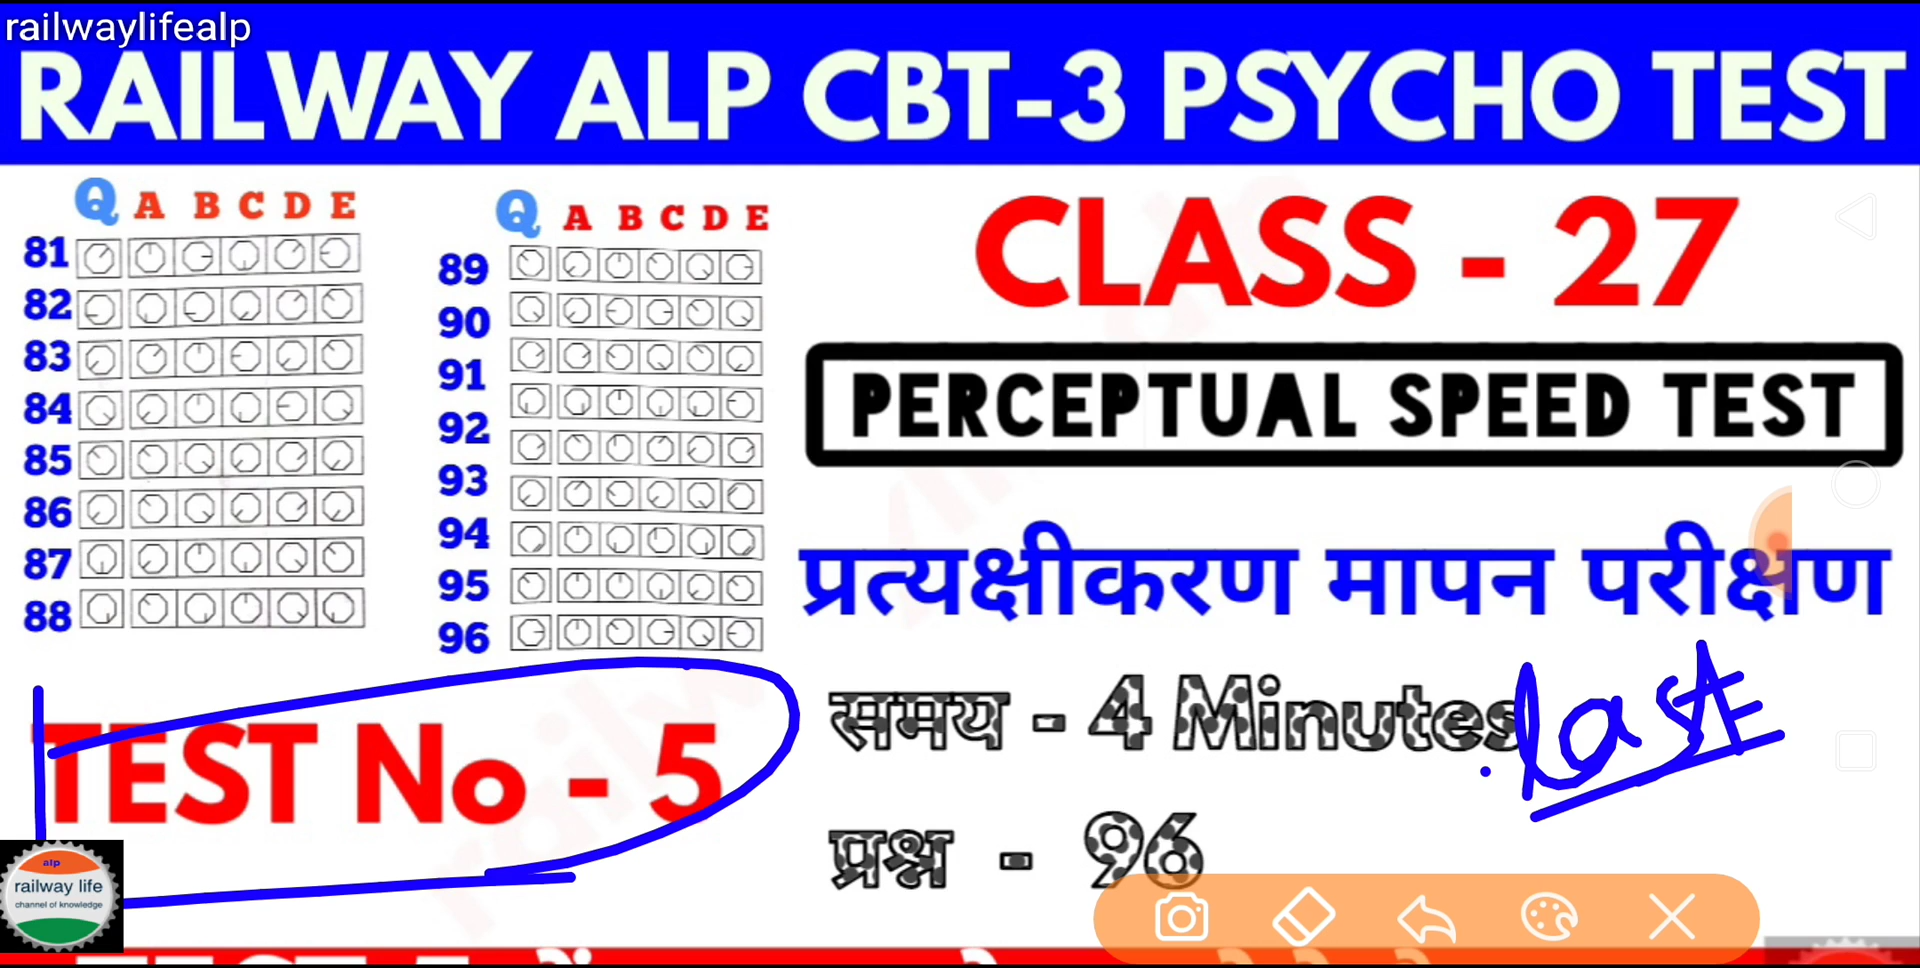 railwaylifealp
RAILWAY ALP CBT-3 PSYCHO TEST
Q A B C D E
81
82
83
84
85
86
87
88
Q A B C D E
89
90
91
92
93
94
95
96
CLASS - 27
PERCEPTUAL SPEED TEST
प्रत्यक्षीकरण मापन परीक्षण
समय - 4 Minutes
last
प्रश्न - 96
TEST No - 5
alp
railway life
channel of knowledge